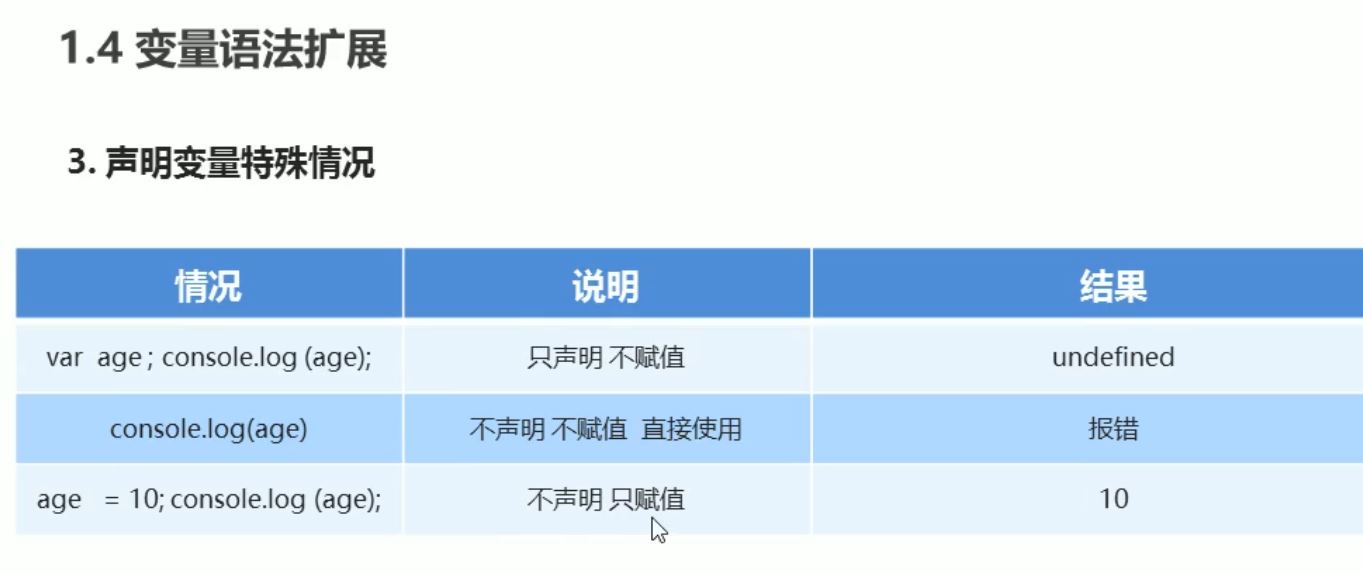 1.4 变量语法扩展
3. 声明变量特殊情况
情况 说明 结果
var age ; console.log (age); 只声明 不赋值 undefined
console.log(age) 不声明 不赋值 直接使用 报错
age = 10; console.log (age); 不声明 只赋值 10